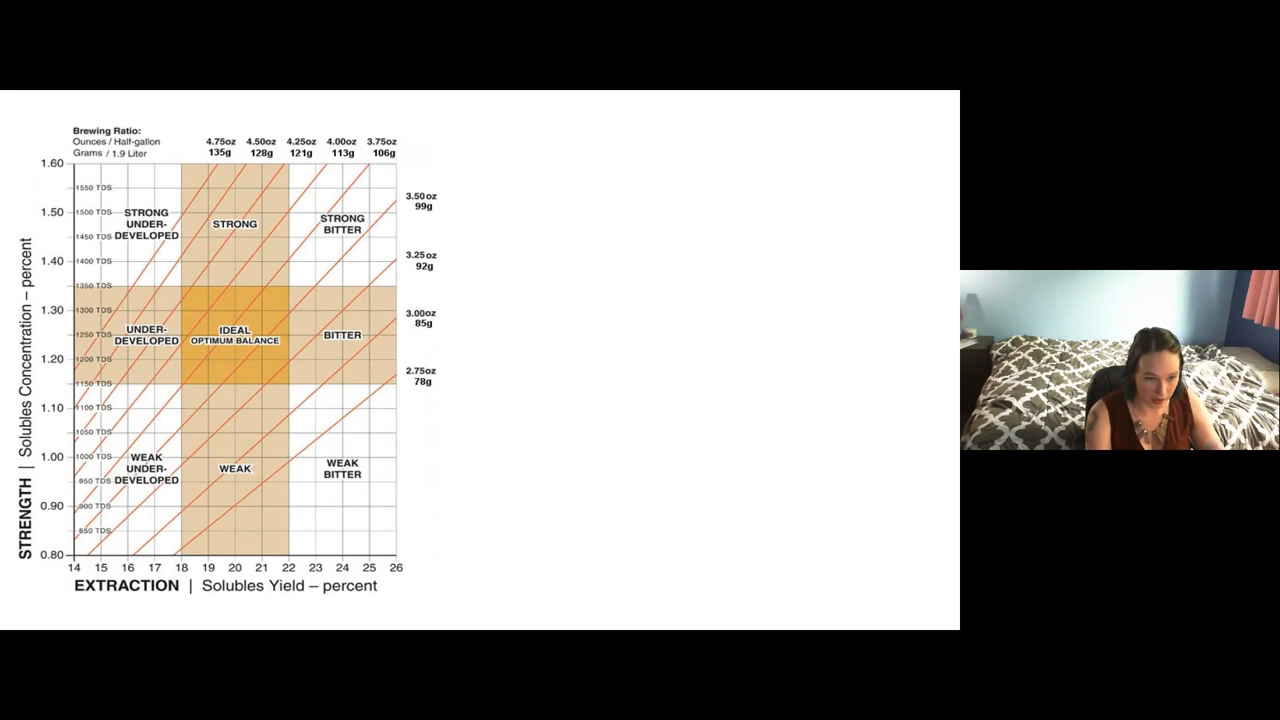 Brewing Ratio:
Ounces / Half-gallon
Grams / 1.9 Liter
4.75oz 4.50oz 4.25oz 4.00oz 3.75oz
135g 128g 121g 113g 106g
1.60
1550 TDS
1.50
1500 TDS
1450 TDS
1.40
1400 TDS
1350 TDS
1.30
1300 TDS
1250 TDS
1.20
1200 TDS
1150 TDS
1.10
1100 TDS
1050 TDS
1.00
1000 TDS
950 TDS
0.90
900 TDS
850 TDS
0.80
STRONG
UNDER-
DEVELOPED
STRONG
STRONG
BITTER
UNDER-
DEVELOPED
IDEAL
OPTIMUM BALANCE
BITTER
WEAK
UNDER-
DEVELOPED
WEAK
WEAK
BITTER
3.50oz
99g
3.25oz
92g
3.00oz
85g
2.75oz
78g
STRENGTH | Solubles Concentration – percent
14 15 16 17 18 19 20 21 22 23 24 25 26
EXTRACTION | Solubles Yield – percent